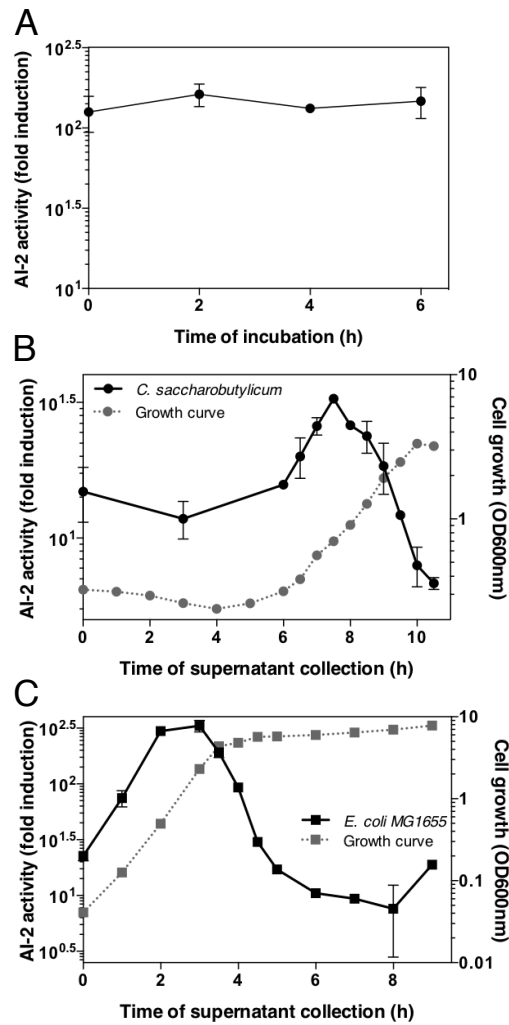 A
AI-2 activity (fold induction)
10^2.5
10^2
10^1.5
10^1
0 2 4 6
Time of incubation (h)
B
AI-2 activity (fold induction)
10^1.5
10^1
C. saccharobutylicum
Growth curve
10
1
Cell growth (OD600nm)
0 2 4 6 8 10
Time of supernatant collection (h)
C
AI-2 activity (fold induction)
10^2.5
10^2
10^1.5
10^1
10^0.5
E. coli MG1655
Growth curve
10
1
0.1
0.01
Cell growth (OD600nm)
0 2 4 6 8
Time of supernatant collection (h)